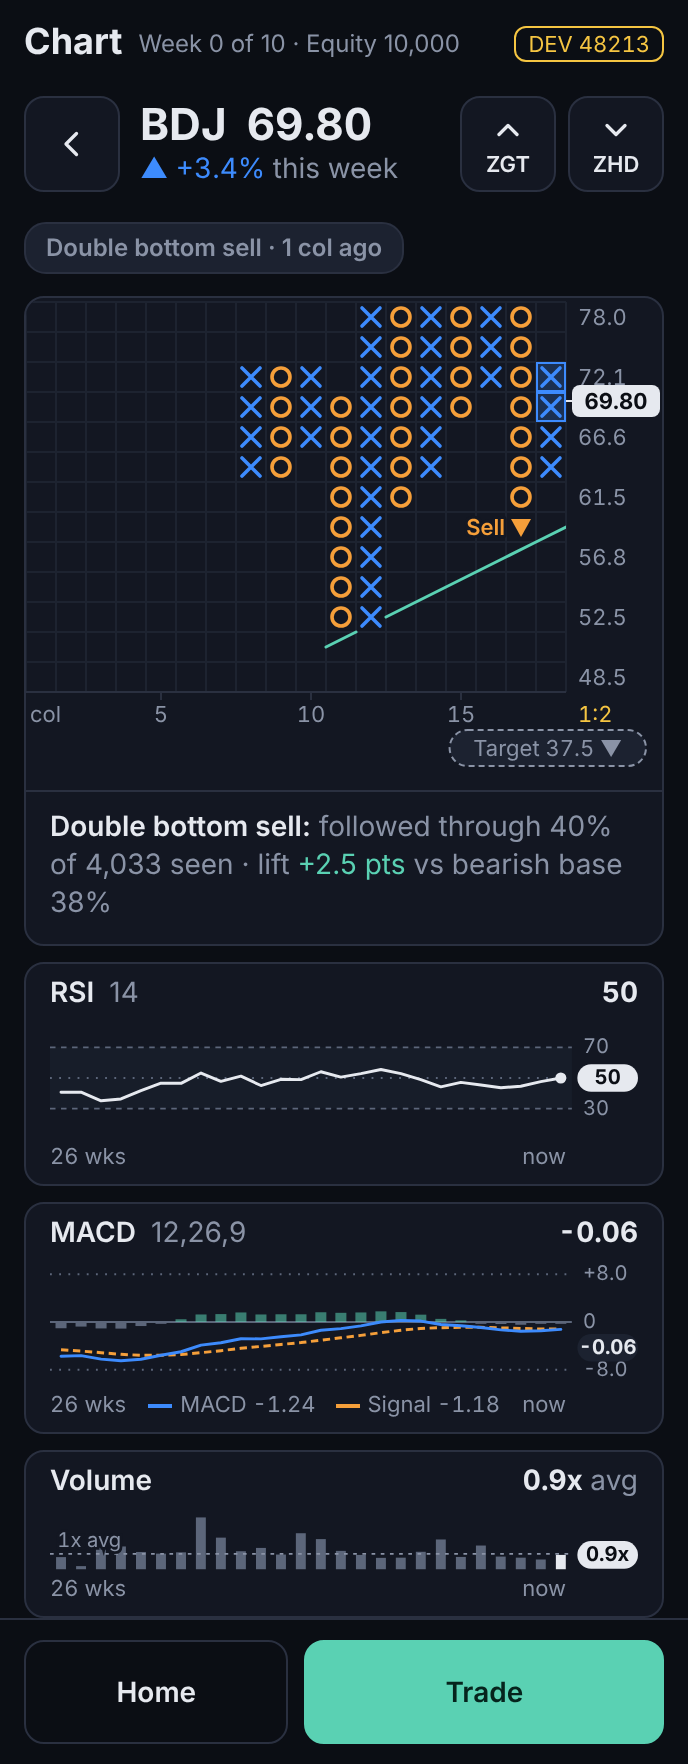 Chart Week 0 of 10 · Equity 10,000 DEV 48213
BDJ 69.80
▲ +3.4% this week
ZGT
ZHD
Double bottom sell · 1 col ago
78.0
72.1
69.80
66.6
61.5
Sell ▼
56.8
52.5
48.5
col 5 10 15 1:2
Target 37.5 ▼
Double bottom sell: followed through 40%
of 4,033 seen · lift +2.5 pts vs bearish base
38%
RSI 14 50
70
50
30
26 wks now
MACD 12,26,9 -0.06
+8.0
0
-0.06
-8.0
26 wks MACD -1.24 Signal -1.18 now
Volume 0.9x avg
1x avg
0.9x
26 wks now
Home Trade